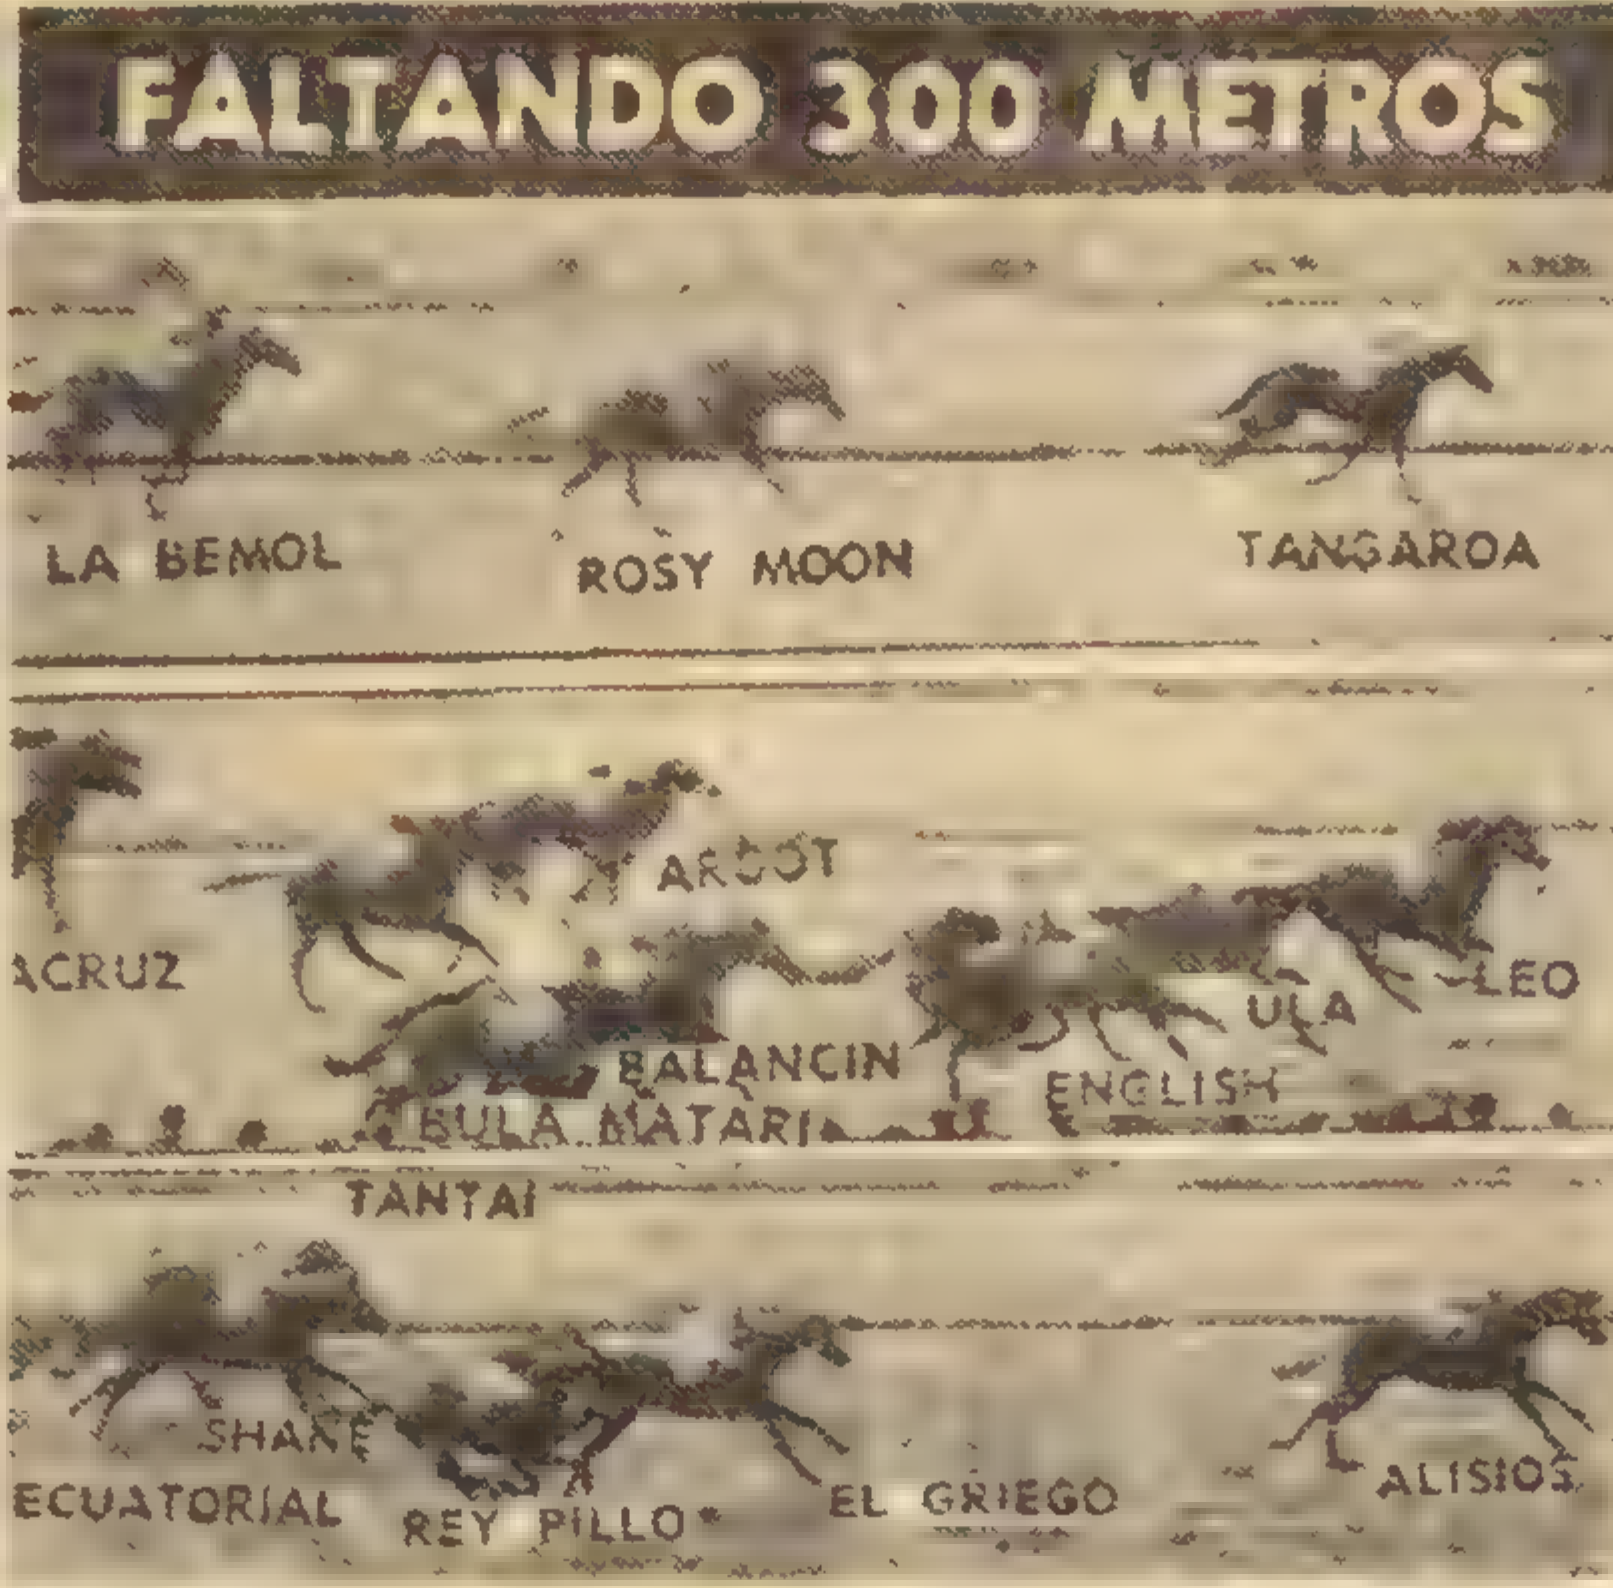 FALTANDO 300 METROS
LA BEMOL ROSY MOON TANGAROA
ARGOT
ACRUZ ULA LEO
BALANCIN ENGLISH
BULA MATARI
TANTAI
SHANE
ECUATORIAL REY PILLO* EL GRIEGO ALISIOS